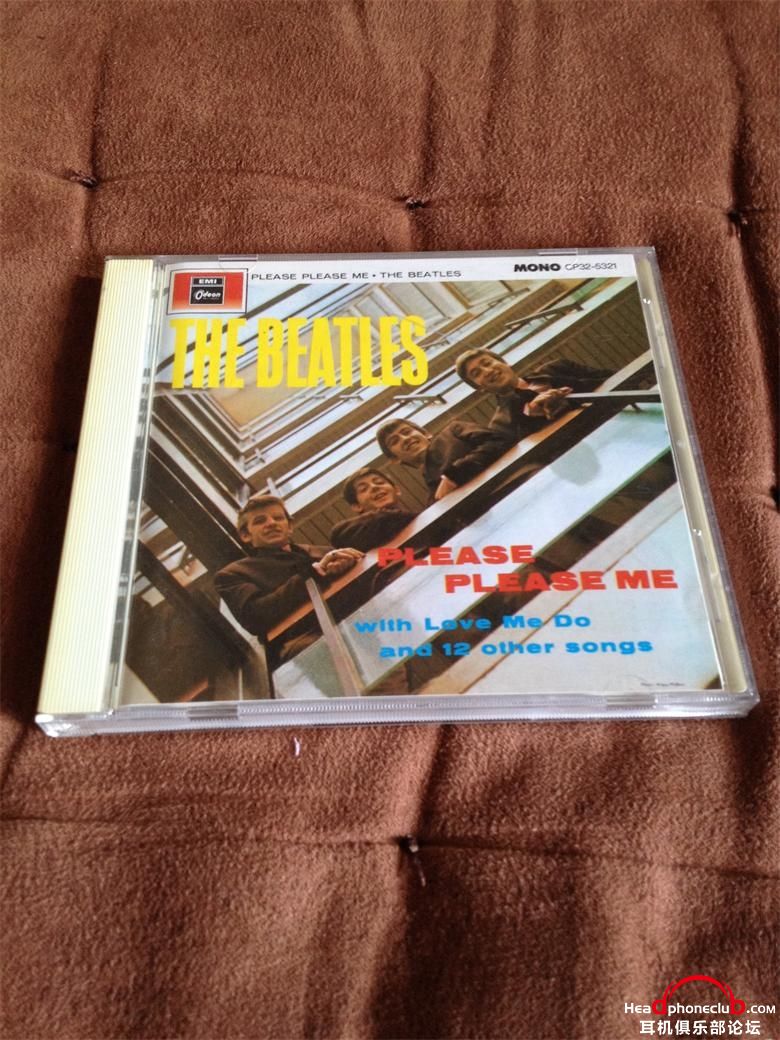 EMI
Odeon
PLEASE PLEASE ME • THE BEATLES
MONO CP32-5321
THE BEATLES
PLEASE
PLEASE ME
with Love Me Do
and 12 other songs
Headphoneclub.com
耳机俱乐部论坛